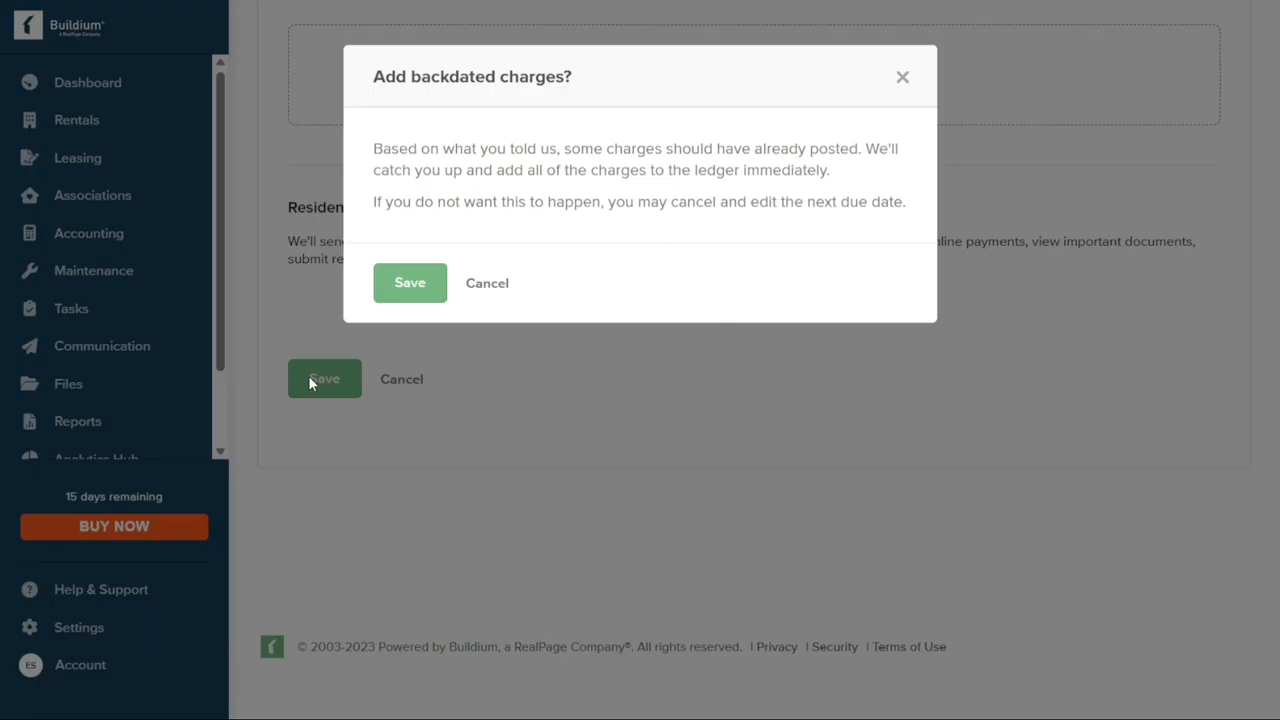 Buildium®
A RealPage Company
Dashboard
Rentals
Leasing
Associations
Accounting
Maintenance
Tasks
Communication
Files
Reports
Analytics Hub
15 days remaining
BUY NOW
Help & Support
Settings
ES Account
Add backdated charges?
Based on what you told us, some charges should have already posted. We'll
catch you up and add all of the charges to the ledger immediately.
If you do not want this to happen, you may cancel and edit the next due date.
Save Cancel
Residen
We'll sen line payments, view important documents,
submit re
Save Cancel
© 2003-2023 Powered by Buildium, a RealPage Company®. All rights reserved. | Privacy | Security | Terms of Use